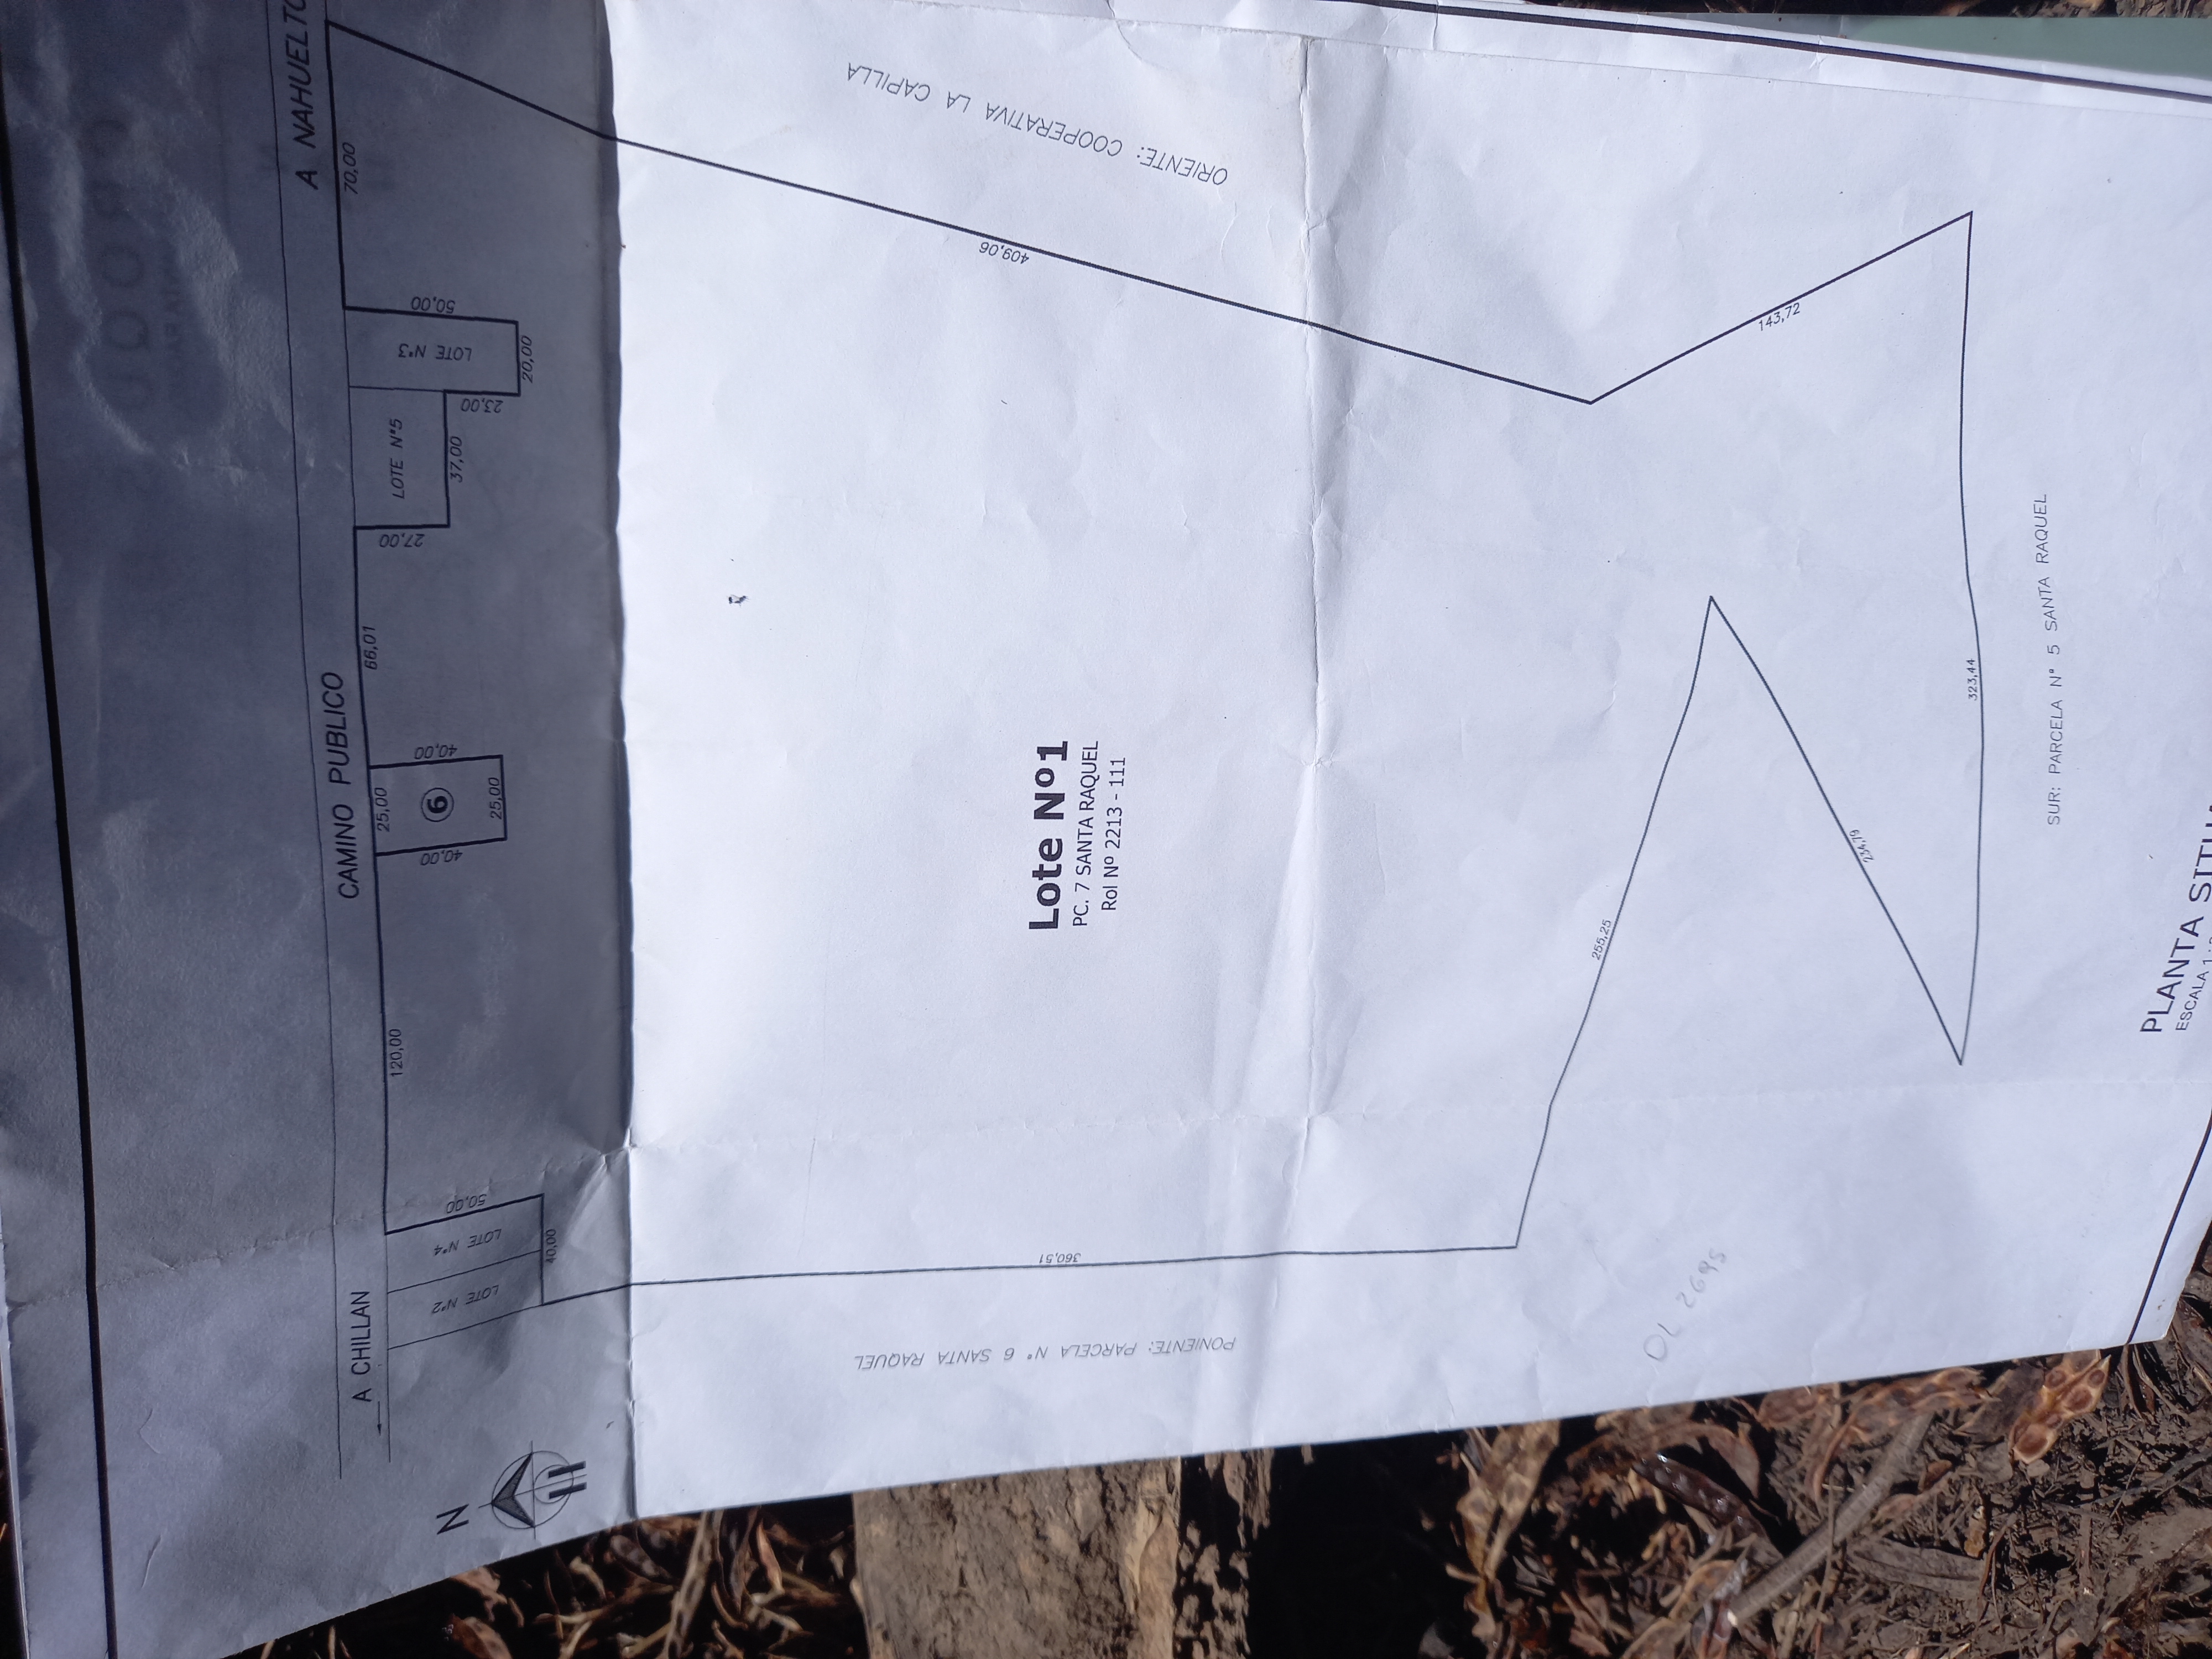 A NAHUELTO
CAMINO PUBLICO
A CHILLAN
70,00
66,01
25,00
120,00
LOTE N°2
LOTE N°4
50,00
40,00
6
40,00
27,00
LOTE N°5
LOTE N°3
50,00
N
37,00
23,00
25,00
20,00
40,00
PONIENTE: PARCELA N° 6 SANTA RAQUEL
360,51
409,06
ORIENTE: COOPERATIVA LA CAPILLA
Lote Nº1
PC. 7 SANTA RAQUEL
Rol Nº 2213 - 111
255,25
DL 2695
143,72
234,79
323,44
SUR: PARCELA N° 5 SANTA RAQUEL
PLANTA SITUA
ESCALA 1: